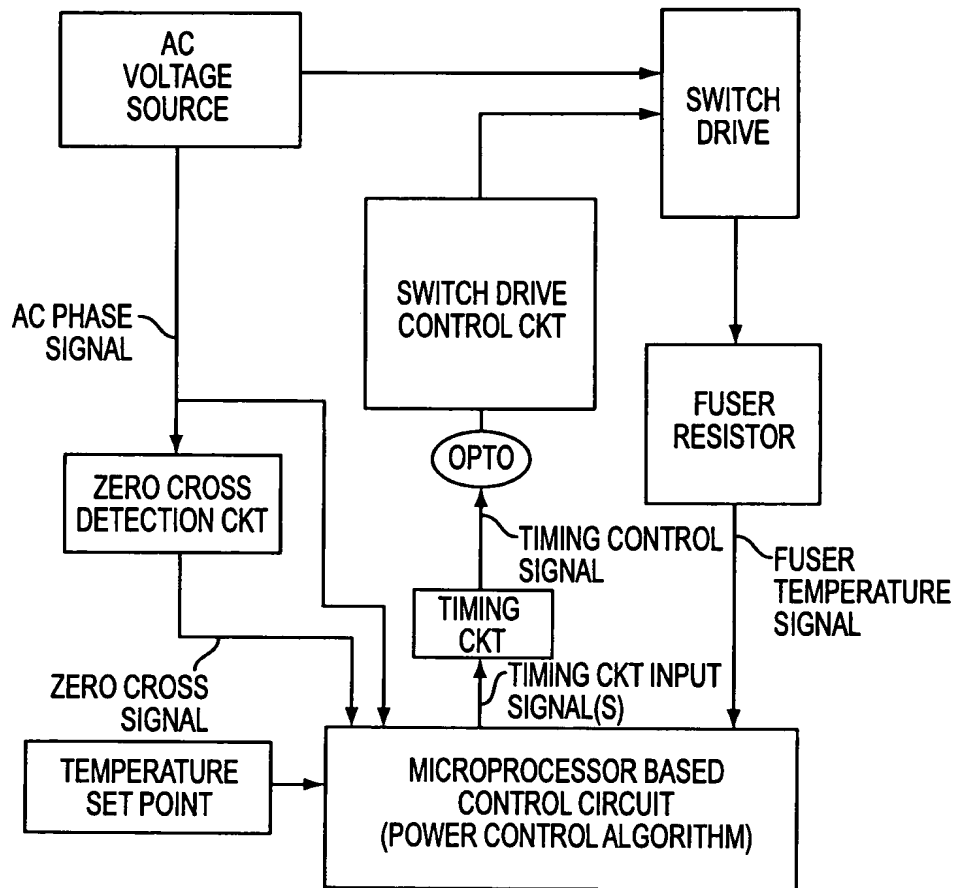 AC
VOLTAGE
SOURCE
SWITCH
DRIVE
SWITCH DRIVE
CONTROL CKT
AC PHASE
SIGNAL
FUSER
RESISTOR
OPTO
ZERO CROSS
DETECTION CKT
TIMING CONTROL
SIGNAL
FUSER
TEMPERATURE
SIGNAL
TIMING
CKT
ZERO CROSS
SIGNAL
TIMING CKT INPUT
SIGNAL(S)
TEMPERATURE
SET POINT
MICROPROCESSOR BASED
CONTROL CIRCUIT
(POWER CONTROL ALGORITHM)